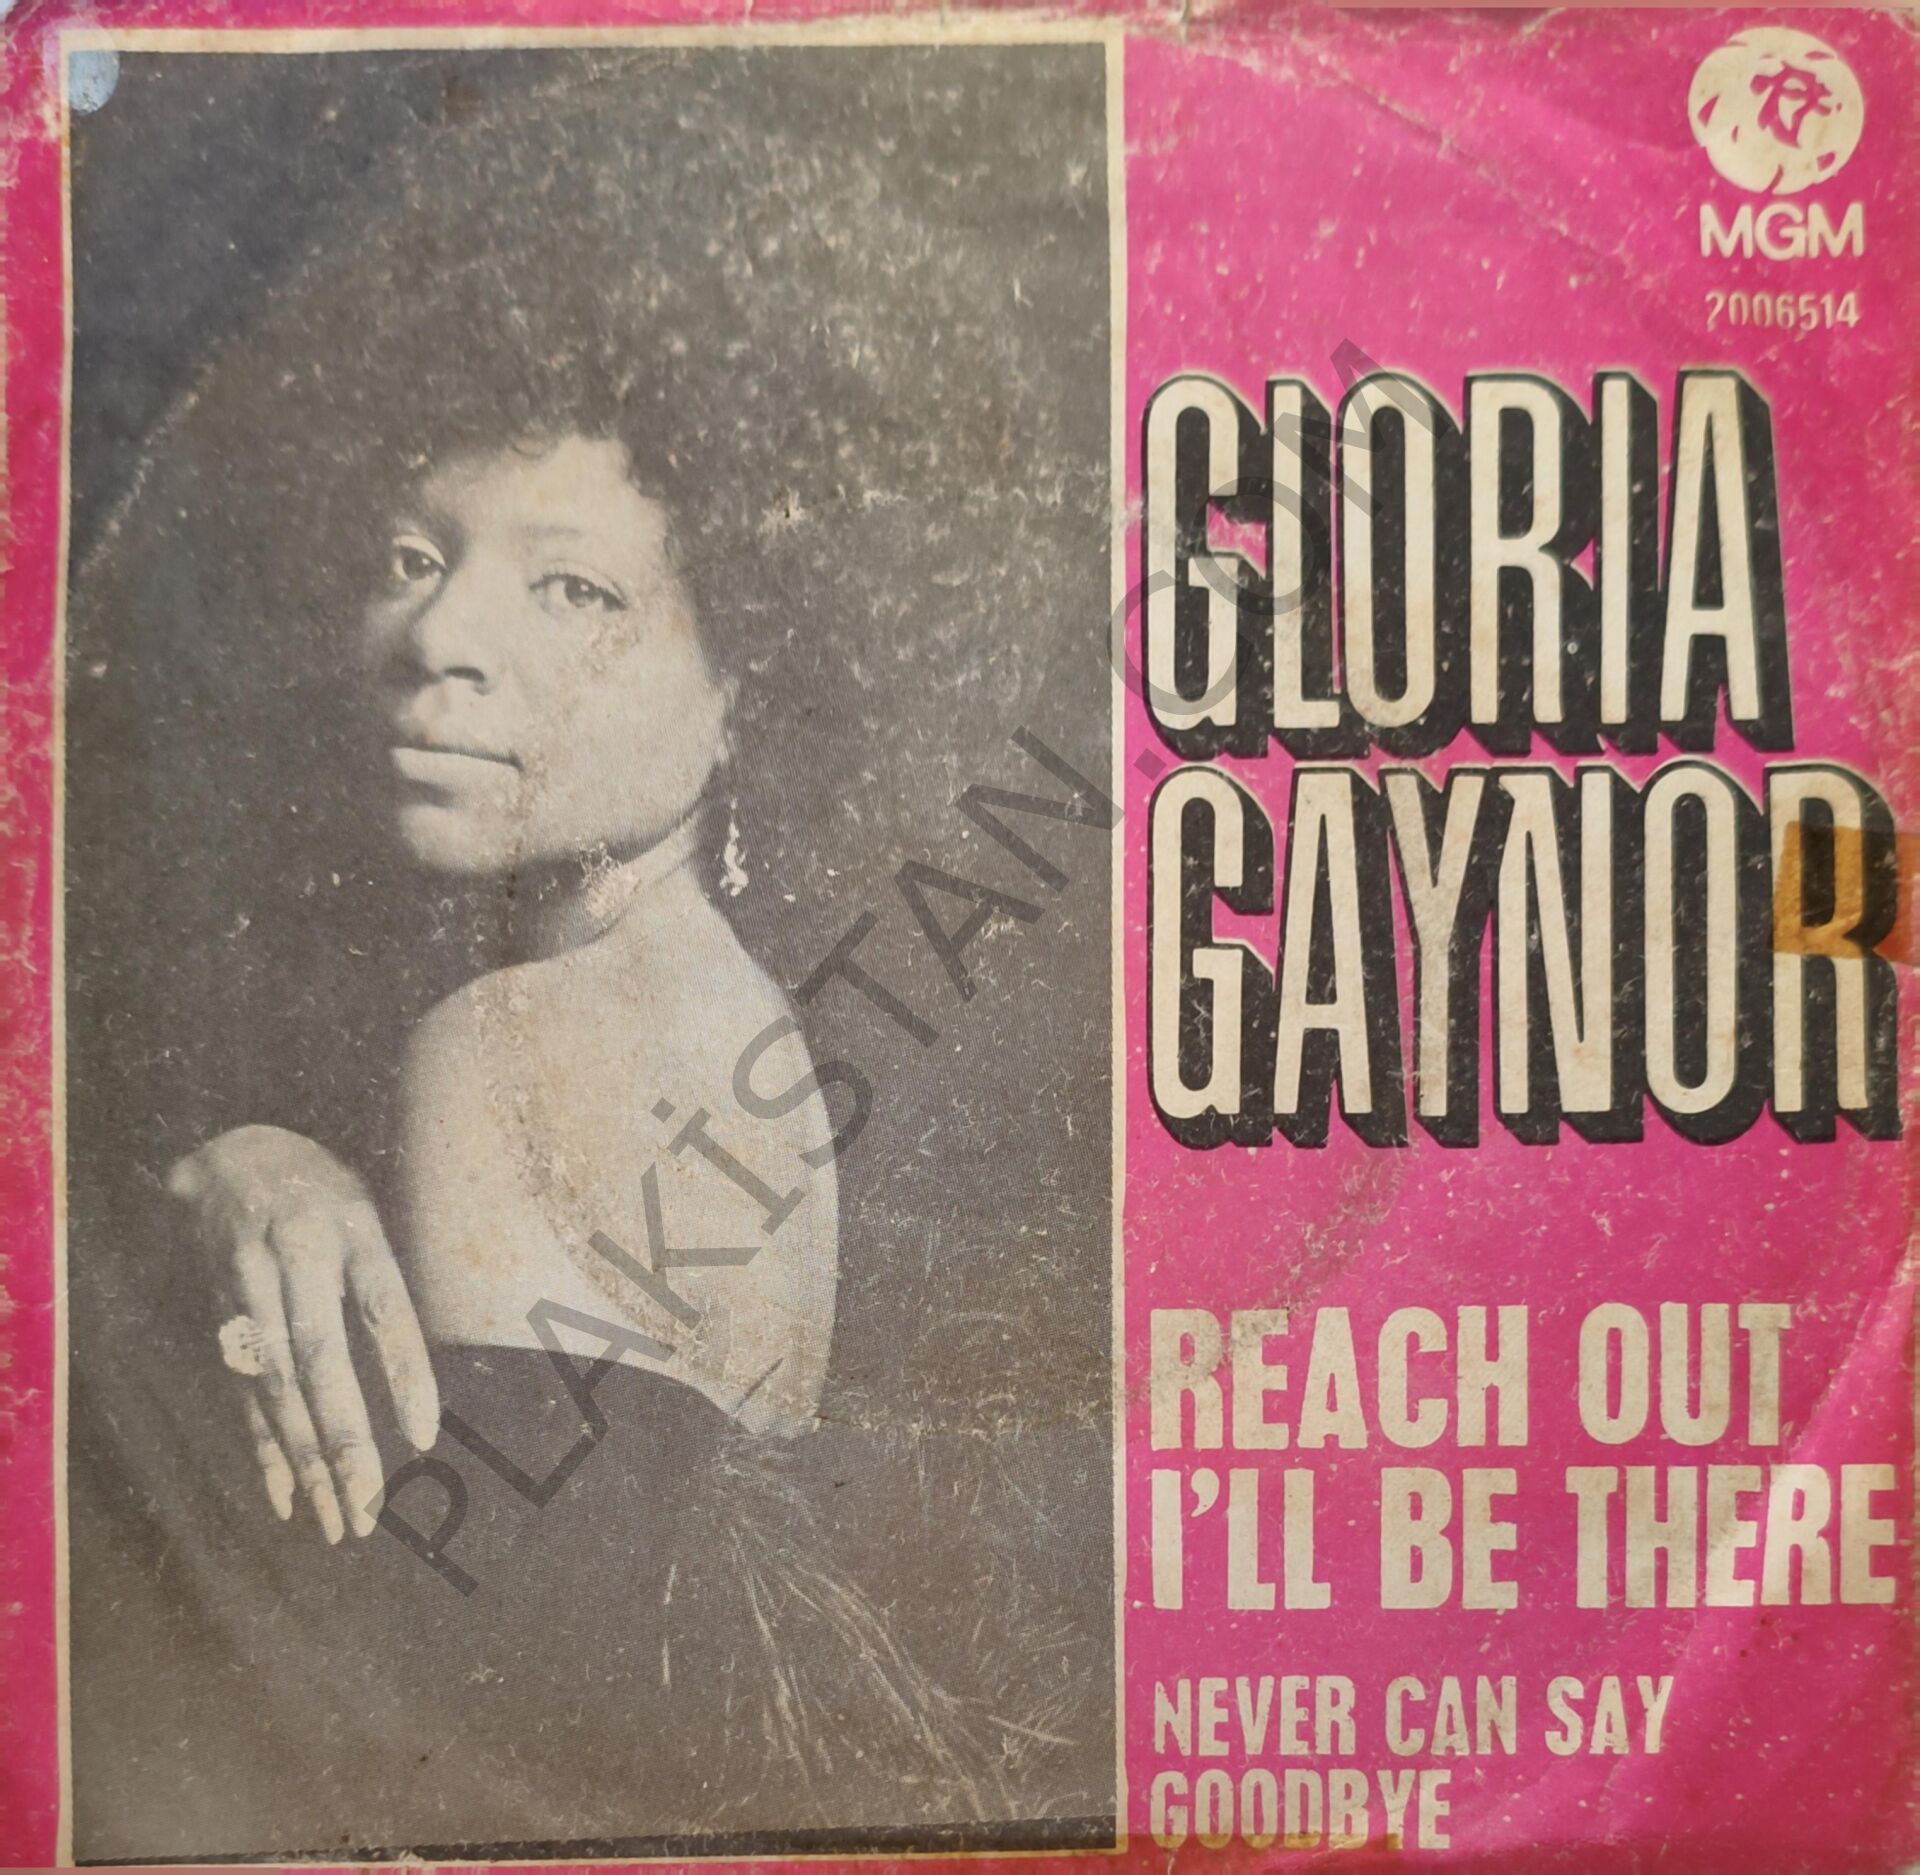 MGM
2006514
GLORIA
GAYNOR
REACH OUT
I'LL BE THERE
NEVER CAN SAY
GOODBYE
PLAKİSTAN.COM